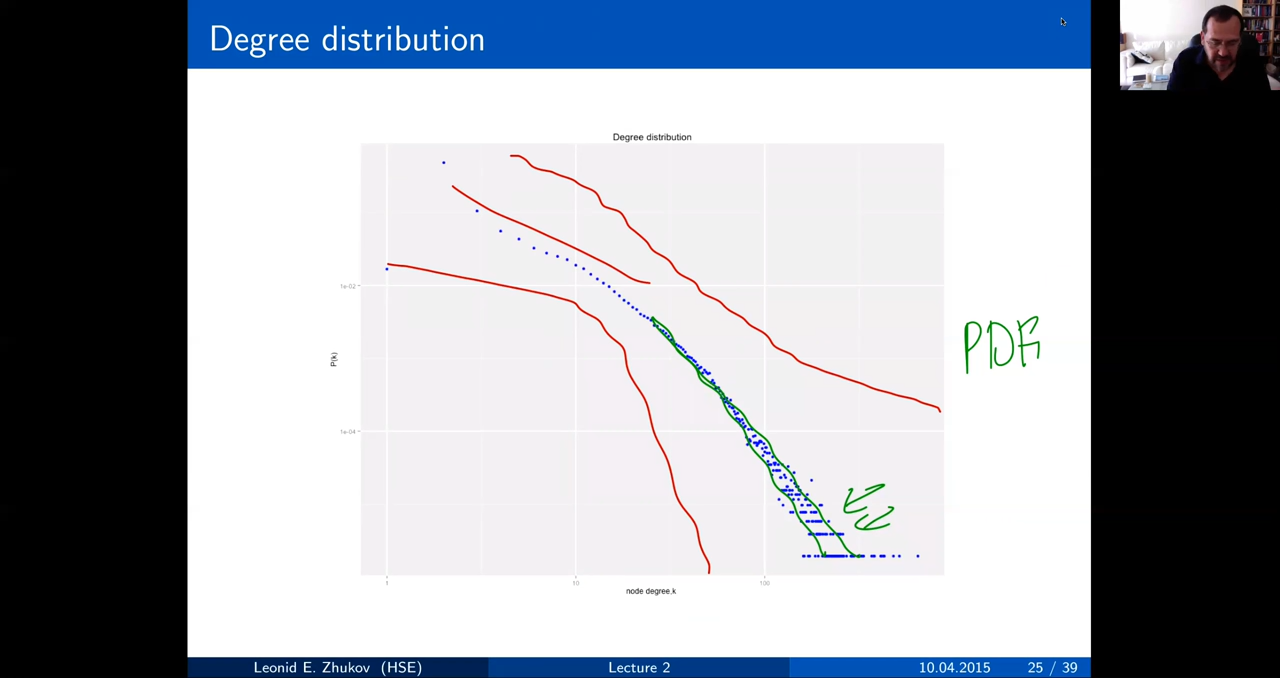 Degree distribution
Degree distribution
1e-02
P(k)
PDF
1e-04
1
10
100
node degree,k
Leonid E. Zhukov (HSE)
Lecture 2
10.04.2015
25 / 39